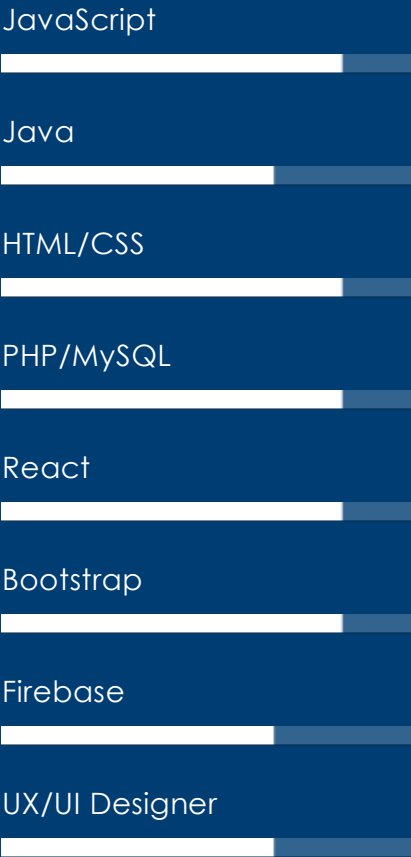 JavaScript
Java
HTML/CSS
PHP/MySQL
React
Bootstrap
Firebase
UX/UI Designer